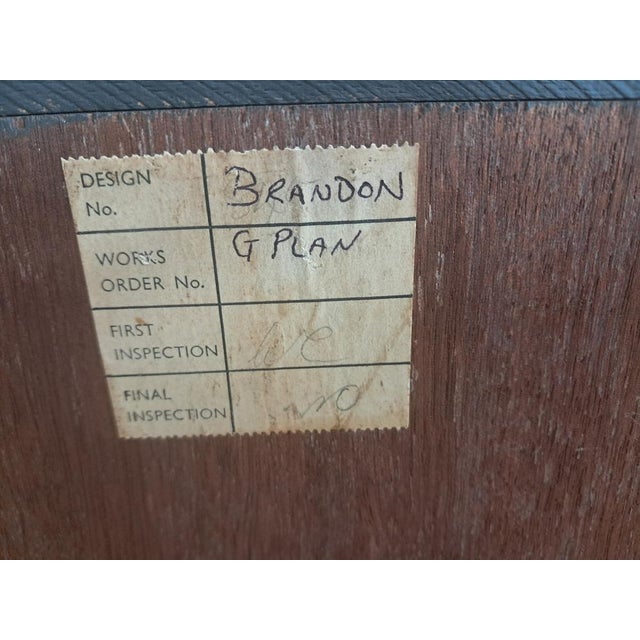 DESIGN No. BRANDON
WORKS ORDER No. G PLAN
FIRST INSPECTION
FINAL INSPECTION